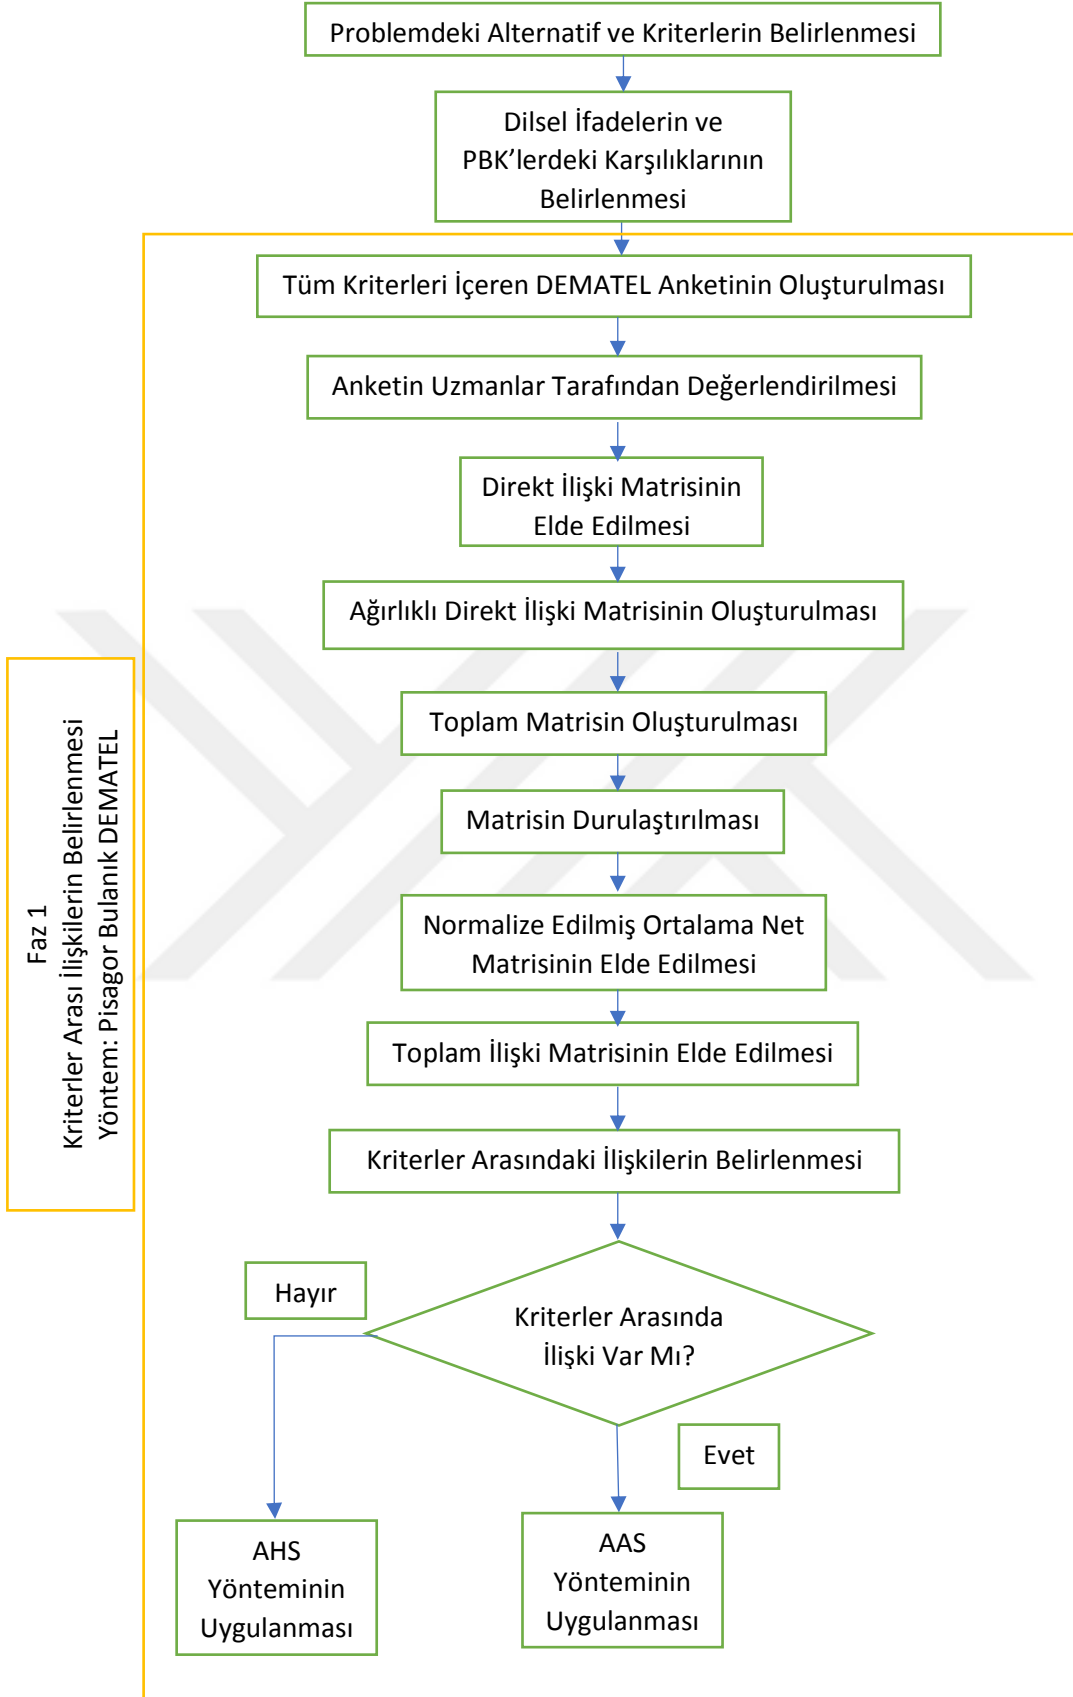 Problemdeki Alternatif ve Kriterlerin Belirlenmesi
Dilsel İfadelerin ve
PBK’lerdeki Karşılıklarının
Belirlenmesi
Tüm Kriterleri İçeren DEMATEL Anketinin Oluşturulması
Anketin Uzmanlar Tarafından Değerlendirilmesi
Direkt İlişki Matrisinin
Elde Edilmesi
Ağırlıklı Direkt İlişki Matrisinin Oluşturulması
Toplam Matrisin Oluşturulması
Matrisin Durulaştırılması
Normalize Edilmiş Ortalama Net
Matrisinin Elde Edilmesi
Toplam İlişki Matrisinin Elde Edilmesi
Kriterler Arasındaki İlişkilerin Belirlenmesi
Faz 1
Kriterler Arası İlişkilerin Belirlenmesi
Yöntem: Pisagor Bulanık DEMATEL
Kriterler Arasında
İlişki Var Mı?
Hayır
Evet
AHS
Yönteminin
Uygulanması
AAS
Yönteminin
Uygulanması